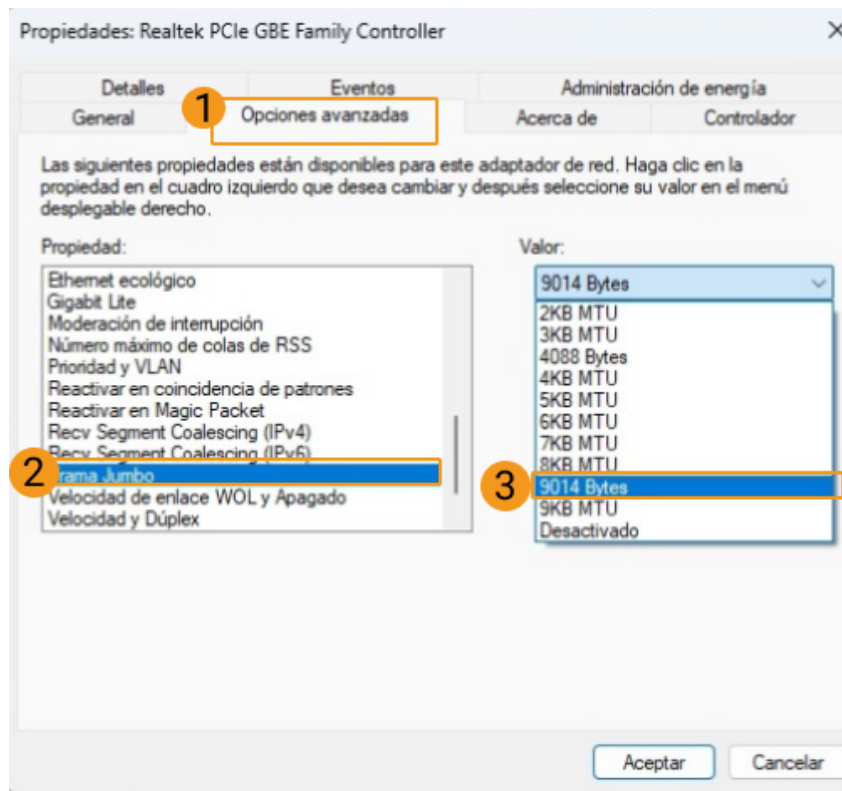 Propiedades: Realtek PCIe GBE Family Controller
Detalles
Eventos
Administración de energía
General
1
Opciones avanzadas
Acerca de
Controlador
Las siguientes propiedades están disponibles para este adaptador de red. Haga clic en la
propiedad en el cuadro izquierdo que desea cambiar y después seleccione su valor en el menú
desplegable derecho.
Propiedad:
Ethernet ecológico
Gigabit Lite
Moderación de interrupción
Número máximo de colas de RSS
Prioridad y VLAN
Reactivar en coincidencia de patrones
Reactivar en Magic Packet
Recv Segment Coalescing (IPv4)
Recv Segment Coalescing (IPv6)
2
Trama Jumbo
Velocidad de enlace WOL y Apagado
Velocidad y Dúplex
Valor:
9014 Bytes
2KB MTU
3KB MTU
4088 Bytes
4KB MTU
5KB MTU
6KB MTU
7KB MTU
8KB MTU
3
9014 Bytes
9KB MTU
Desactivado
Aceptar
Cancelar